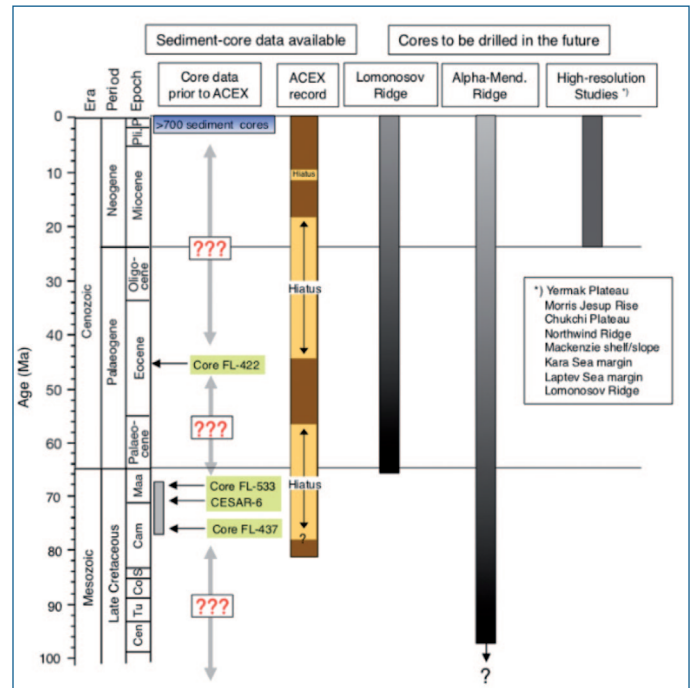 Sediment-core data available
Cores to be drilled in the future
Era
Period
Epoch
Core data
prior to ACEX
ACEX
record
Lomonosov
Ridge
Alpha-Mend.
Ridge
High-resolution
Studies *)
Age (Ma)
0
10
20
30
40
50
60
70
80
90
100
Cenozoic
Mesozoic
Neogene
Palaeogene
Late Cretaceous
P
Pli.
Miocene
Oligo-
cene
Eocene
Palaeo-
cene
Maa
Cam
S
Co
Tu
Cen
>700 sediment cores
???
Core FL-422
???
Core FL-533
CESAR-6
Core FL-437
???
Hiatus
Hiatus
Hiatus
?
?
*) Yermak Plateau
Morris Jesup Rise
Chukchi Plateau
Northwind Ridge
Mackenzie shelf/slope
Kara Sea margin
Laptev Sea margin
Lomonosov Ridge